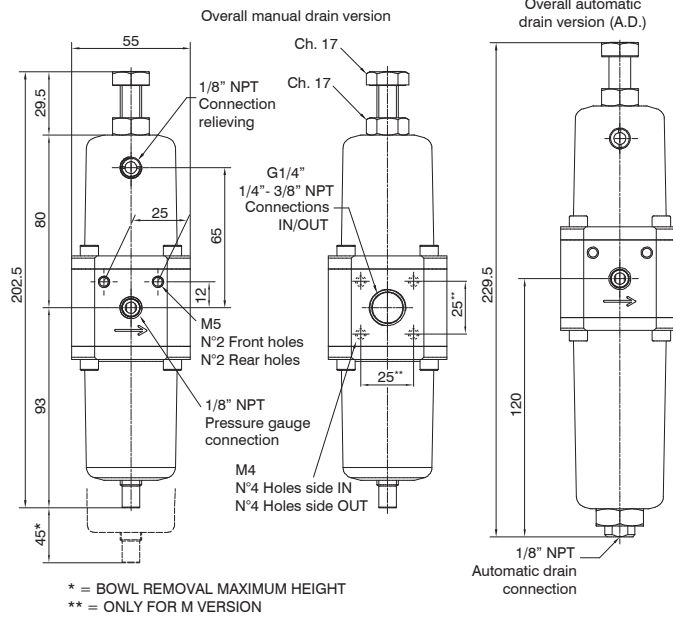 Overall manual drain version
Overall automatic
drain version (A.D.)
55
Ch. 17
Ch. 17
1/8” NPT
Connection
relieving
29.5
G1/4”
1/4”- 3/8” NPT
Connections
IN/OUT
25
65
80
202.5
12
25**
229.5
M5
N°2 Front holes
N°2 Rear holes
25**
93
120
1/8” NPT
Pressure gauge
connection
M4
N°4 Holes side IN
N°4 Holes side OUT
45*
1/8” NPT
Automatic drain
connection
* = BOWL REMOVAL MAXIMUM HEIGHT
** = ONLY FOR M VERSION